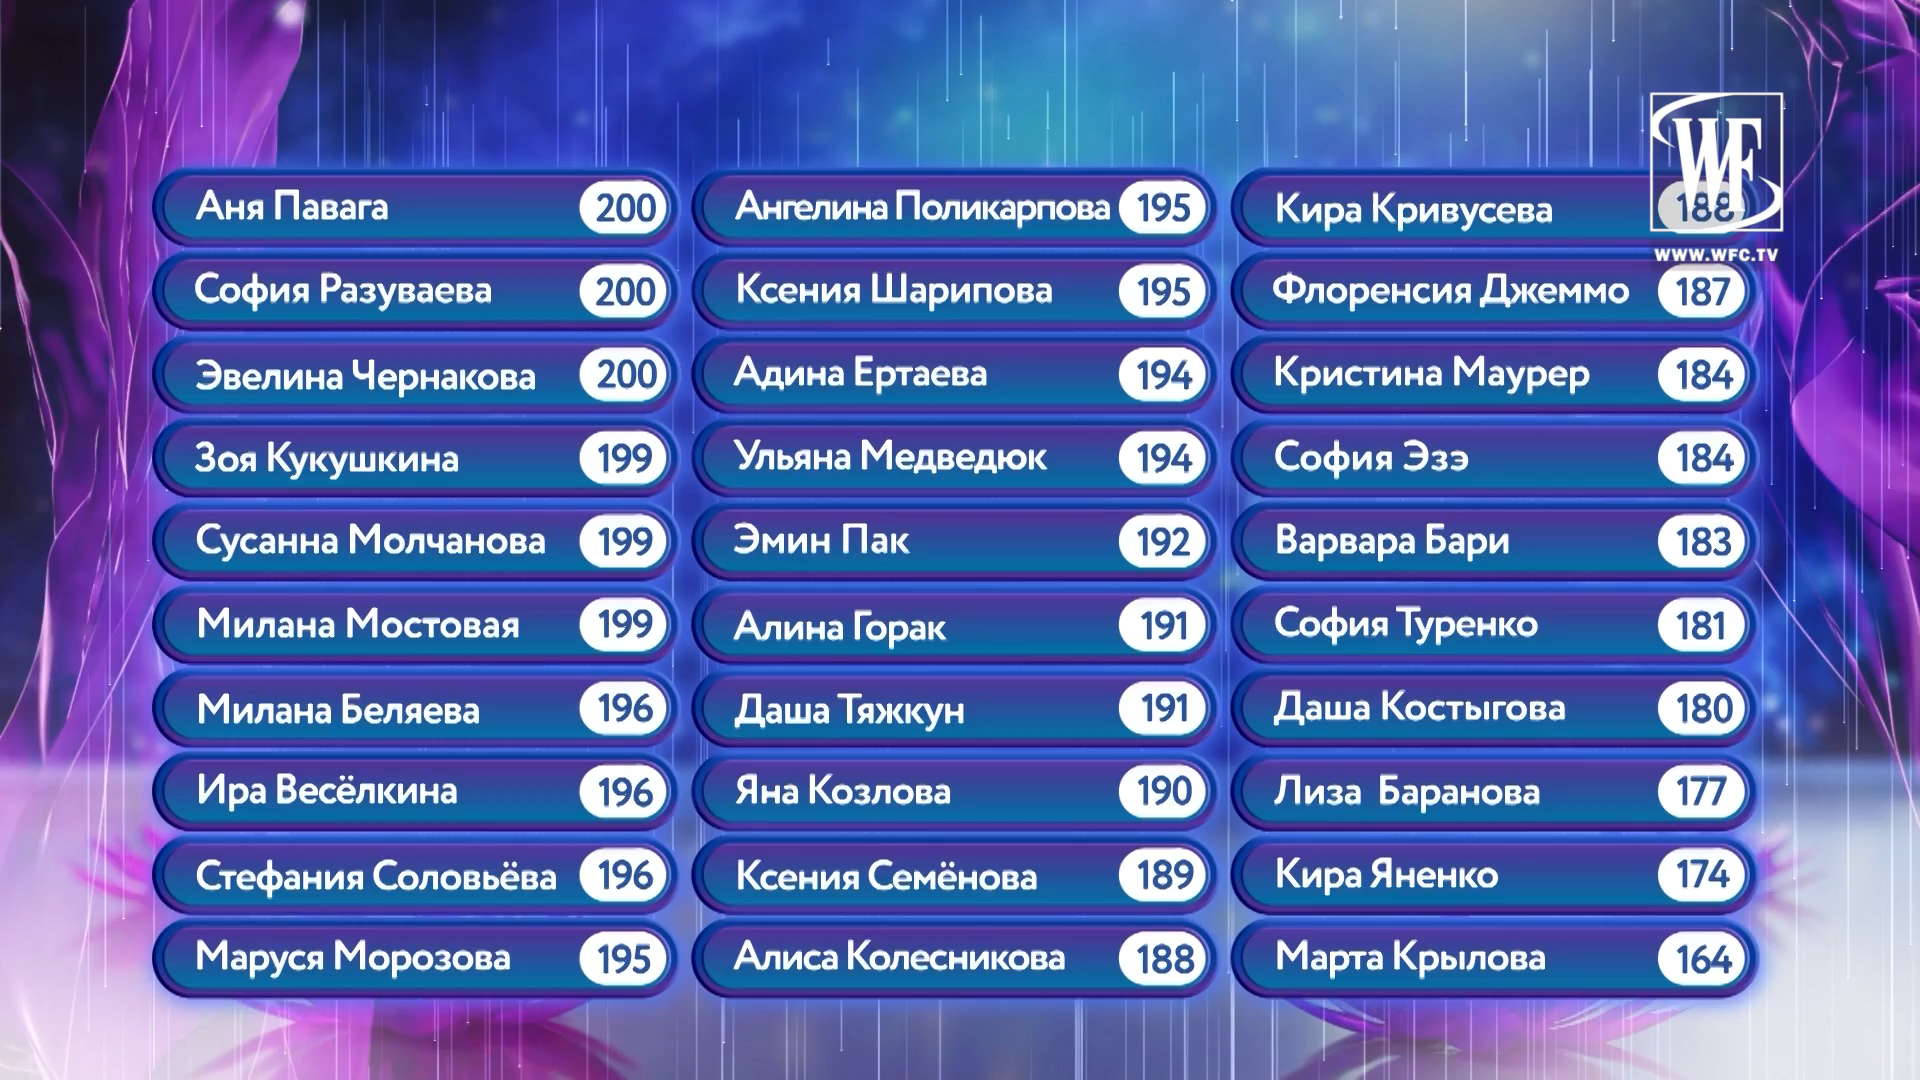 Аня Павага 200
София Разуваева 200
Эвелина Чернакова 200
Зоя Кукушкина 199
Сусанна Молчанова 199
Милана Мостовая 199
Милана Беляева 196
Ира Весёлкина 196
Стефания Соловьёва 196
Маруся Морозова 195
Ангелина Поликарпова 195
Ксения Шарипова 195
Адина Ертаева 194
Ульяна Медведюк 194
Эмин Пак 192
Алина Горак 191
Даша Тяжкун 191
Яна Козлова 190
Ксения Семёнова 189
Алиса Колесникова 188
Кира Кривусева 188
Флоренсия Джеммо 187
Кристина Маурер 184
София Эзэ 184
Варвара Бари 183
София Туренко 181
Даша Костыгова 180
Лиза Баранова 177
Кира Яненко 174
Марта Крылова 164
WF
WWW.WFC.TV